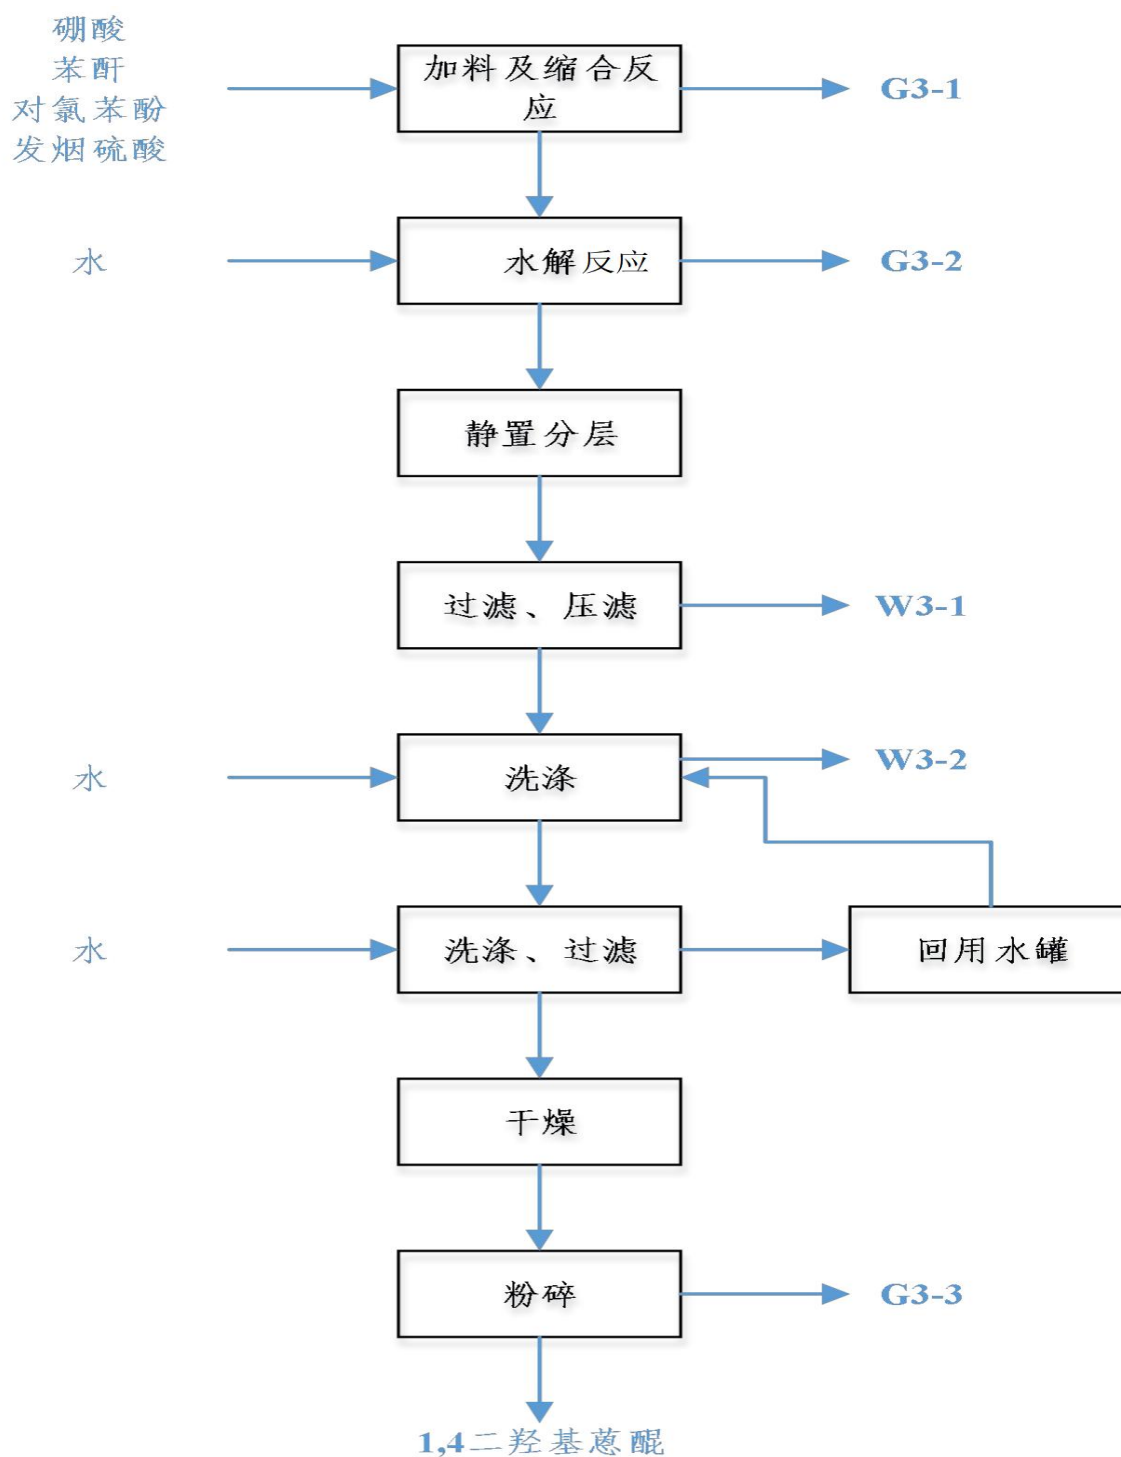 硼酸
苯酐
对氯苯酚
发烟硫酸
加料及缩合反
应
G3-1
水
水解反应
G3-2
静置分层
过滤、压滤
W3-1
水
洗涤
W3-2
水
洗涤、过滤
回用水罐
干燥
粉碎
G3-3
1,4二羟基蒽醌